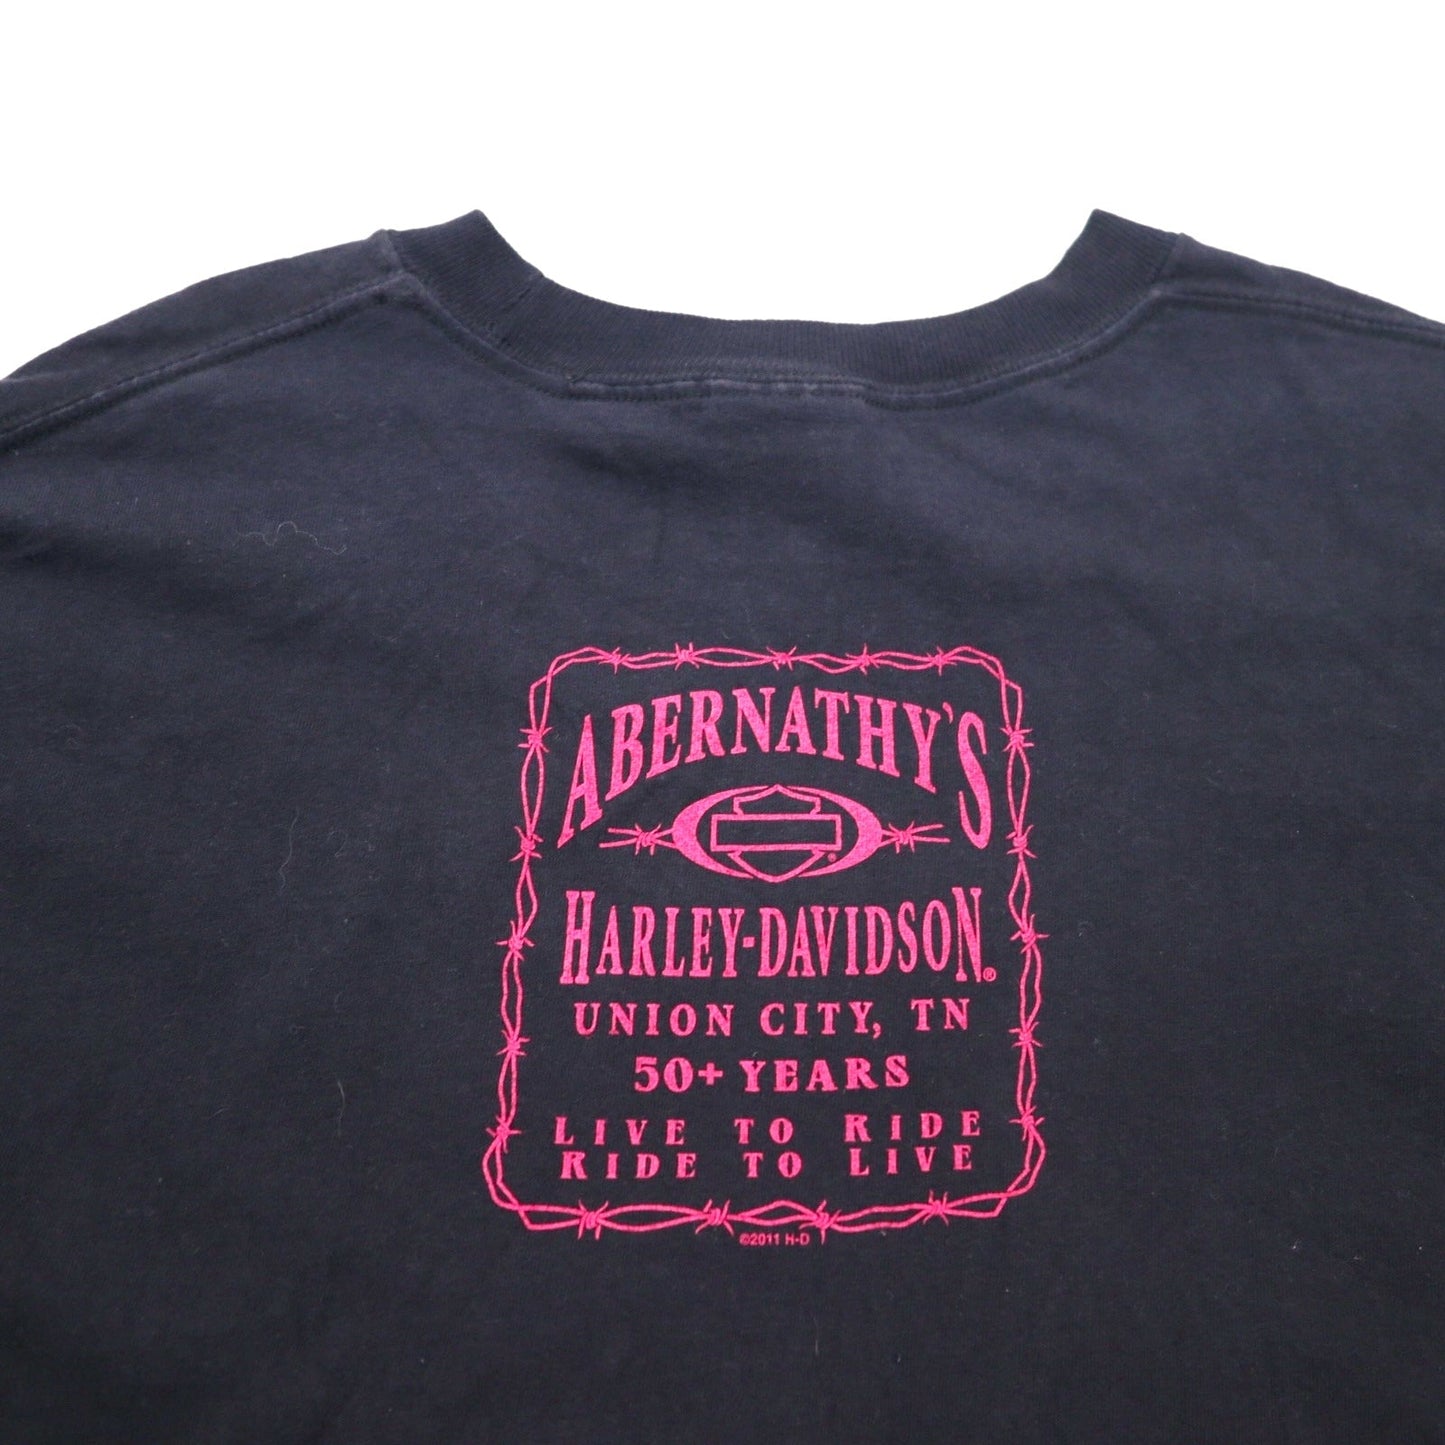 ABERNATHY'S
®
HARLEY-DAVIDSON®
UNION CITY, TN
50+ YEARS
LIVE TO RIDE
RIDE TO LIVE
©2011 H-D